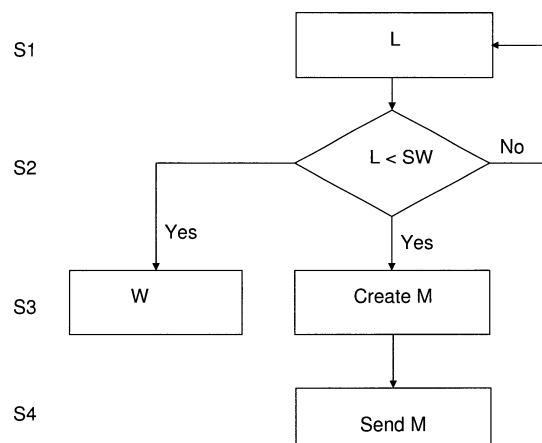 S1
L
S2
L < SW
No
Yes
Yes
S3
W
Create M
S4
Send M